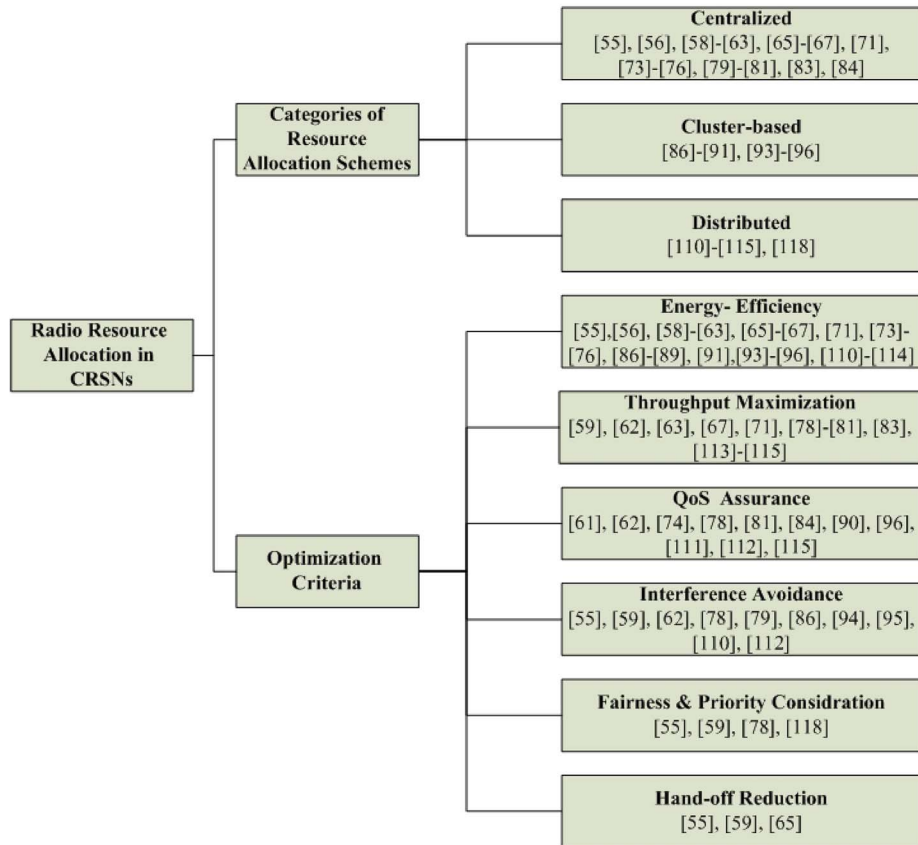 Radio Resource
Allocation in
CRSNs
Categories of
Resource
Allocation Schemes
Centralized
[55], [56], [58]-[63], [65]-[67], [71],
[73]-[76], [79]-[81], [83], [84]
Cluster-based
[86]-[91], [93]-[96]
Distributed
[110]-[115], [118]
Optimization
Criteria
Energy- Efficiency
[55],[56], [58]-[63], [65]-[67], [71], [73]-
[76], [86]-[89], [91],[93]-[96], [110]-[114]
Throughput Maximization
[59], [62], [63], [67], [71], [78]-[81], [83],
[113]-[115]
QoS Assurance
[61], [62], [74], [78], [81], [84], [90], [96],
[111], [112], [115]
Interference Avoidance
[55], [59], [62], [78], [79], [86], [94], [95],
[110], [112]
Fairness & Priority Considration
[55], [59], [78], [118]
Hand-off Reduction
[55], [59], [65]